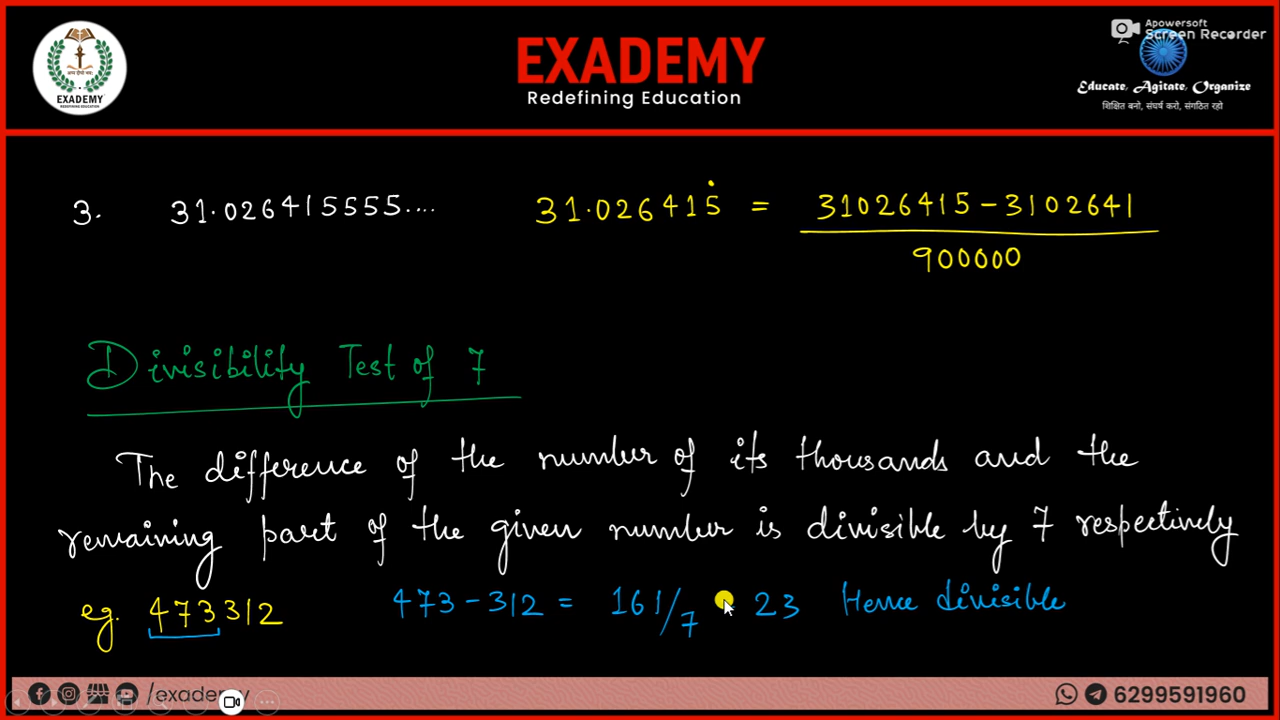 EXADEMY
REDEFINING EDUCATION
EXADEMY
Redefining Education
Apowersoft
Screen Recorder
Educate, Agitate, Organize
शिक्षित बनो, संघर्ष करो, संगठित रहो
3. 31.026415555.... 31.026415̇ = 31026415 - 3102641
900000
Divisibility Test of 7
The difference of the number of its thousands and the
remaining part of the given number is divisible by 7 respectively
eg. 473312 473 - 312 = 161/7 23 Hence divisible
/exademy 6299591960